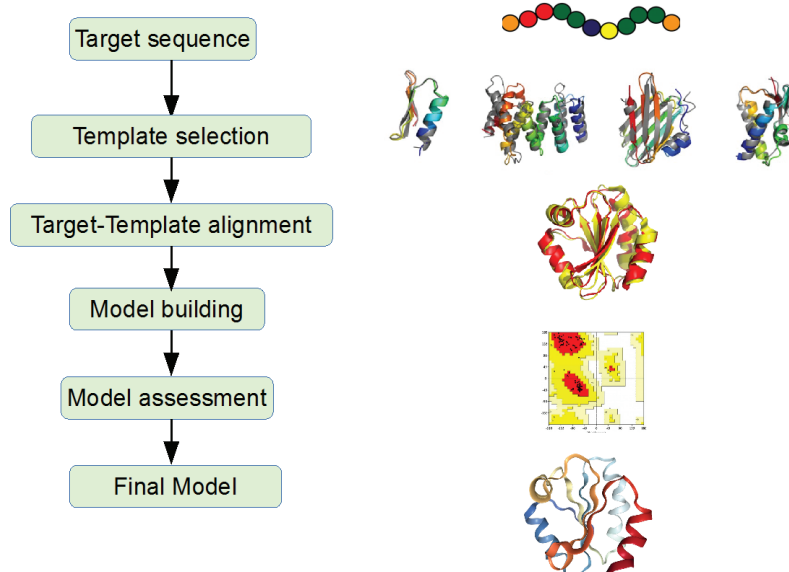 Target sequence
Template selection
Target-Template alignment
Model building
Model assessment
Final Model